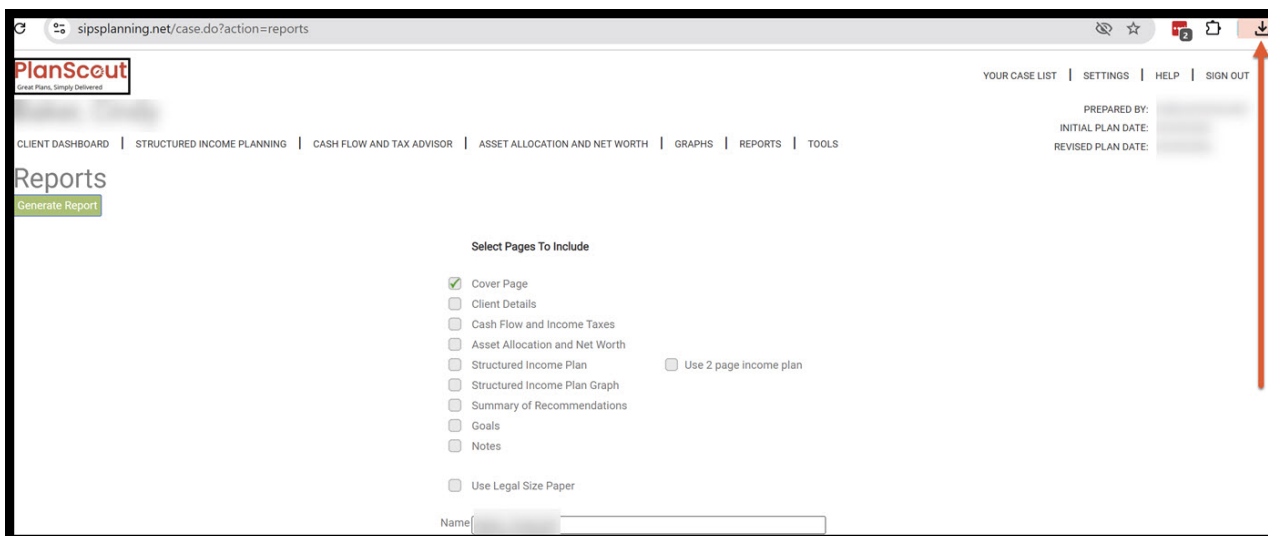 sipsplanning.net/case.do?action=reports
2
PlanScout
Great Plans, Simply Delivered
YOUR CASE LIST | SETTINGS | HELP | SIGN OUT
PREPARED BY:
INITIAL PLAN DATE:
REVISED PLAN DATE:
CLIENT DASHBOARD | STRUCTURED INCOME PLANNING | CASH FLOW AND TAX ADVISOR | ASSET ALLOCATION AND NET WORTH | GRAPHS | REPORTS | TOOLS
Reports
Generate Report
Select Pages To Include
Cover Page
Client Details
Cash Flow and Income Taxes
Asset Allocation and Net Worth
Structured Income Plan Use 2 page income plan
Structured Income Plan Graph
Summary of Recommendations
Goals
Notes
Use Legal Size Paper
Name